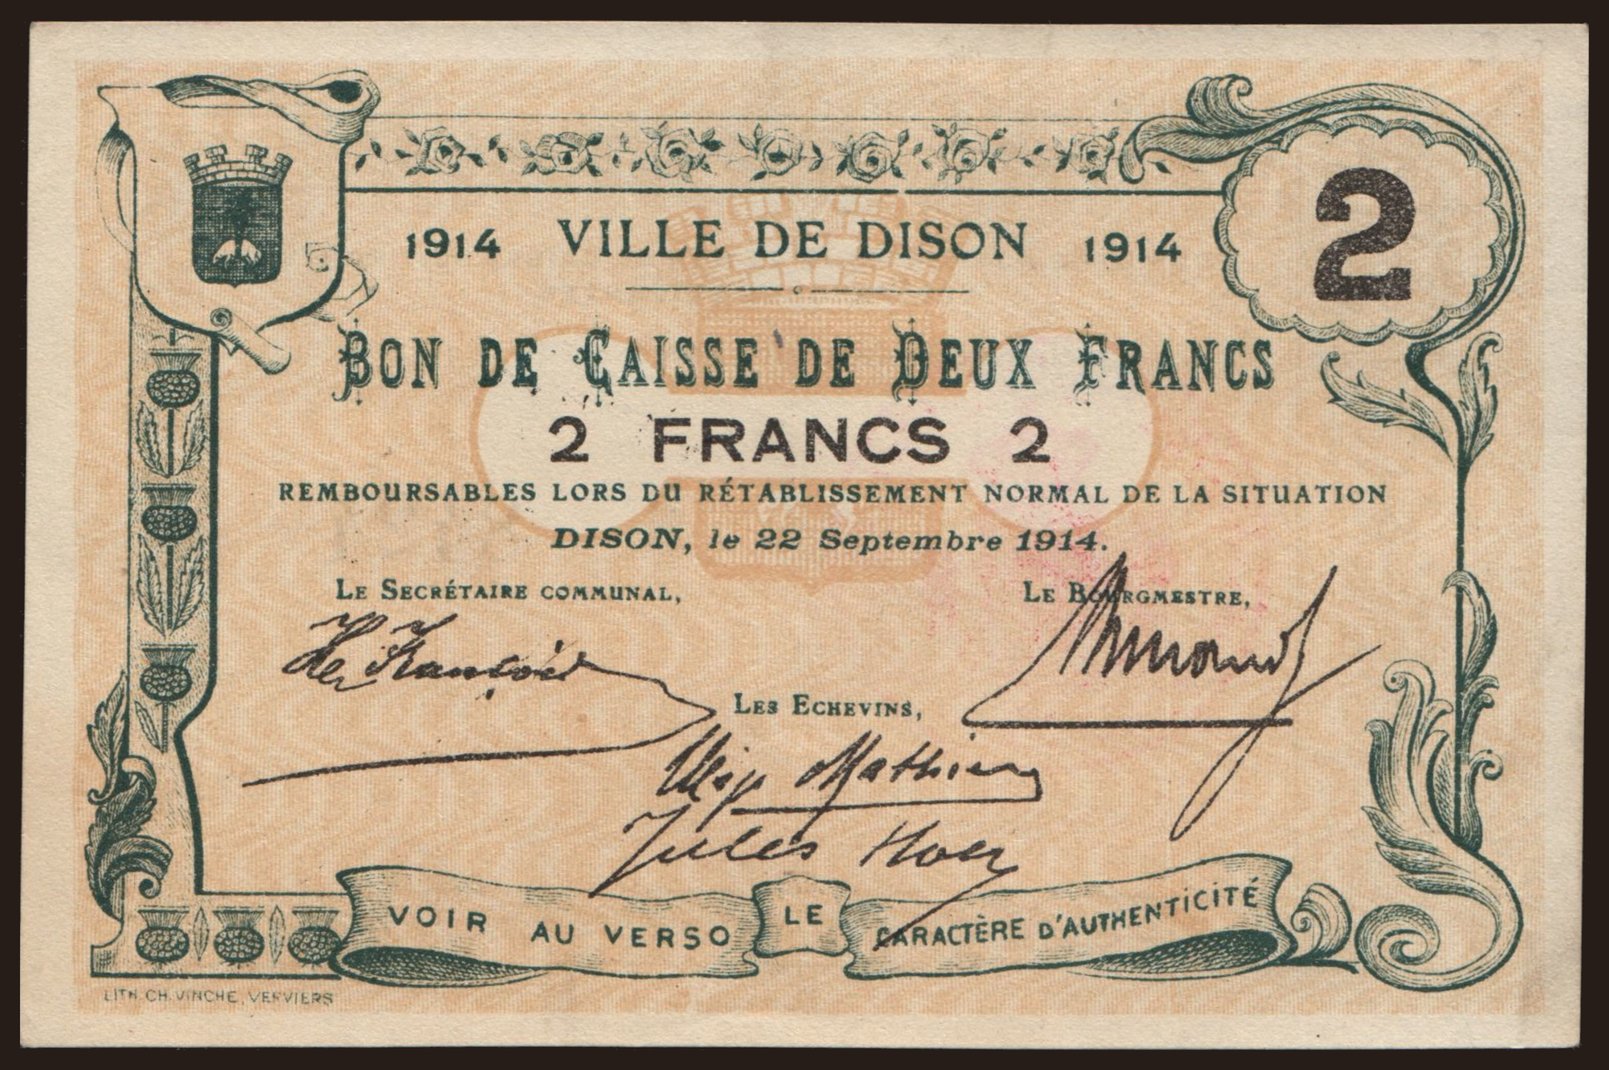 1914 VILLE DE DISON 1914
2
BON DE CAISSE DE DEUX FRANCS
2 FRANCS 2
REMBOURSABLES LORS DU RÉTABLISSEMENT NORMAL DE LA SITUATION
DISON, le 22 Septembre 1914.
LE SECRÉTAIRE COMMUNAL,
LE BOURGMESTRE,
François
LES ECHEVINS,
Mathieu
Jules
VOIR AU VERSO LE CARACTÈRE D'AUTHENTICITÉ
LITH. CH. VINCHE, VERVIERS